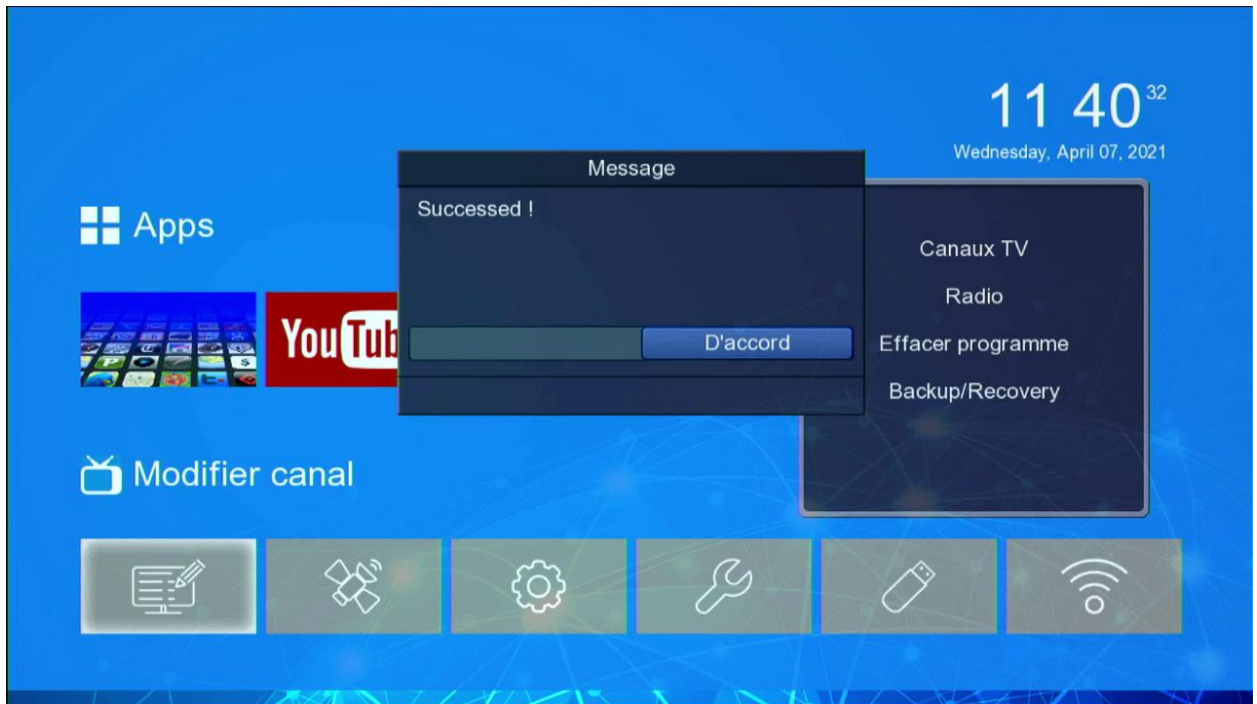 11 40 32
Wednesday, April 07, 2021
Message
Successed !
Apps
Canaux TV
Radio
YouTub
D'accord
Effacer programme
Backup/Recovery
Modifier canal